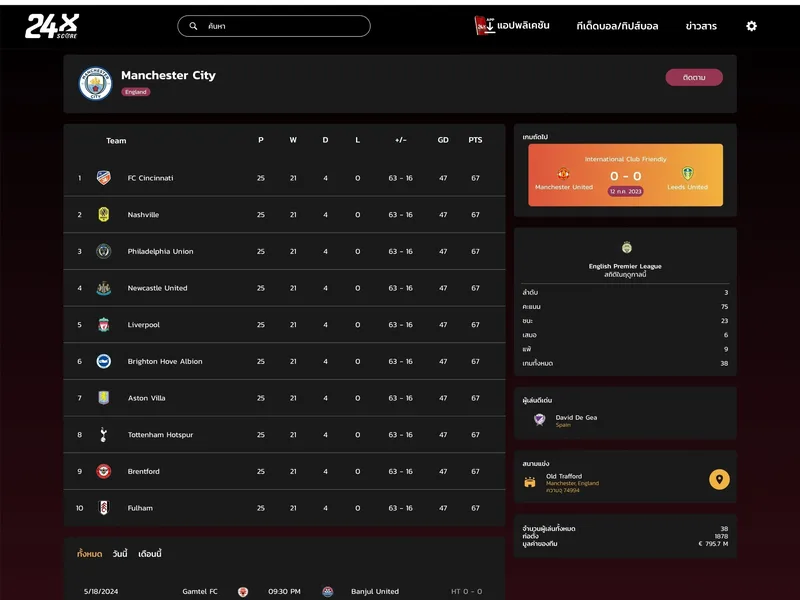 24X SCORE
ค้นหา
แอปพลิเคชัน
ทีเด็ดบอล/ทิปส์บอล
ข่าวสาร
Manchester City
England
ติดตาม
Team P W D L +/- GD PTS
1 FC Cincinnati 25 21 4 0 63 - 16 47 67
2 Nashville 25 21 4 0 63 - 16 47 67
3 Philadelphia Union 25 21 4 0 63 - 16 47 67
4 Newcastle United 25 21 4 0 63 - 16 47 67
5 Liverpool 25 21 4 0 63 - 16 47 67
6 Brighton Hove Albion 25 21 4 0 63 - 16 47 67
7 Aston Villa 25 21 4 0 63 - 16 47 67
8 Tottenham Hotspur 25 21 4 0 63 - 16 47 67
9 Brentford 25 21 4 0 63 - 16 47 67
10 Fulham 25 21 4 0 63 - 16 47 67
ทั้งหมด วันนี้ เดือนนี้
5/18/2024 Gamtel FC 09:30 PM Banjul United HT 0 - 0
เกมถัดไป
International Club Friendly
0 - 0
Manchester United
Leeds United
12 ก.ค. 2023
English Premier League
สถิติในฤดูกาลนี้
ลำดับ 3
คะแนน 75
ชนะ 23
เสมอ 6
แพ้ 9
เกมทั้งหมด 38
ผู้เล่นดีเด่น
David De Gea
Spain
สนามแข่ง
Old Trafford
Manchester, England
ความจุ 74994
จำนวนผู้เล่นทั้งหมด 38
ก่อตั้ง 1878
มูลค่าของทีม € 795.7 M